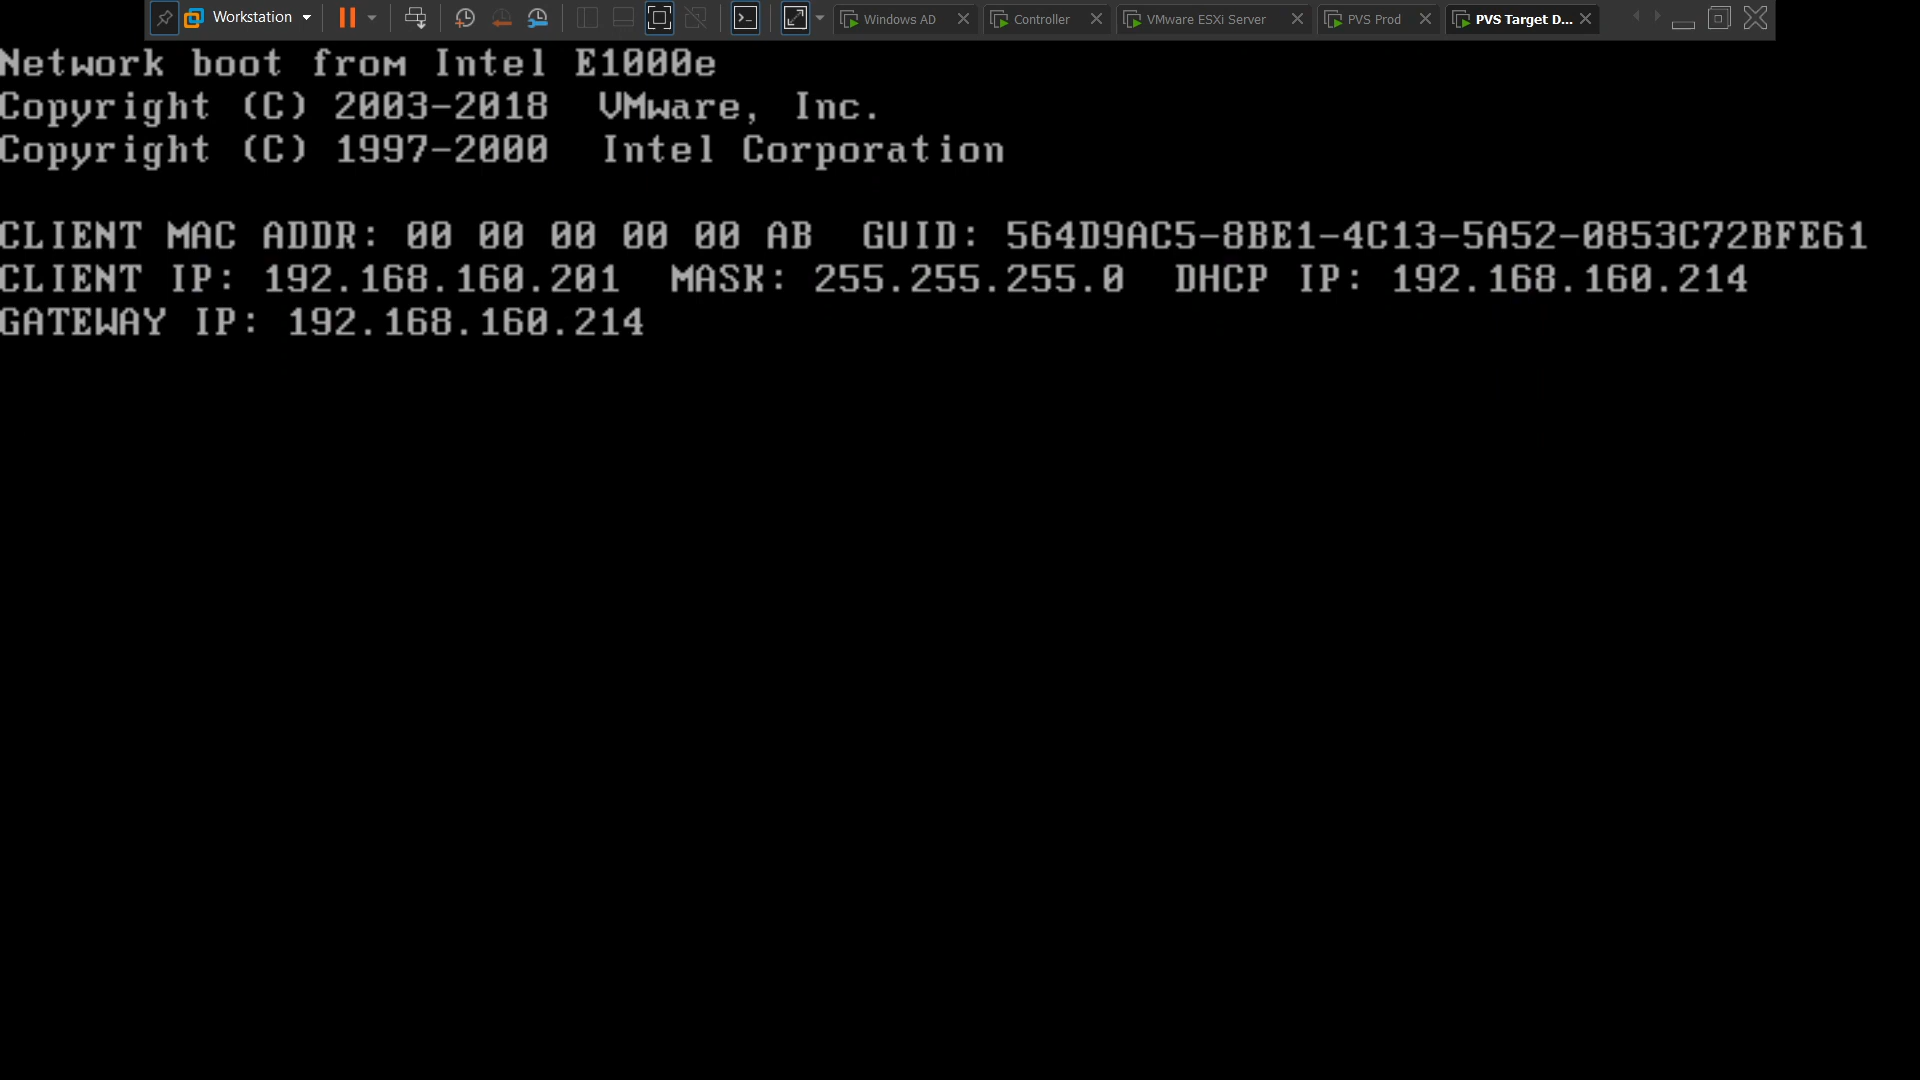 Workstation
Windows AD
Controller
VMware ESXi Server
PVS Prod
PVS Target D...
Network boot from Intel E1000e
Copyright (C) 2003-2018  VMware, Inc.
Copyright (C) 1997-2000  Intel Corporation
CLIENT MAC ADDR: 00 00 00 00 00 AB  GUID: 564D9AC5-8BE1-4C13-5A52-0853C72BFE61
CLIENT IP: 192.168.160.201  MASK: 255.255.255.0  DHCP IP: 192.168.160.214
GATEWAY IP: 192.168.160.214